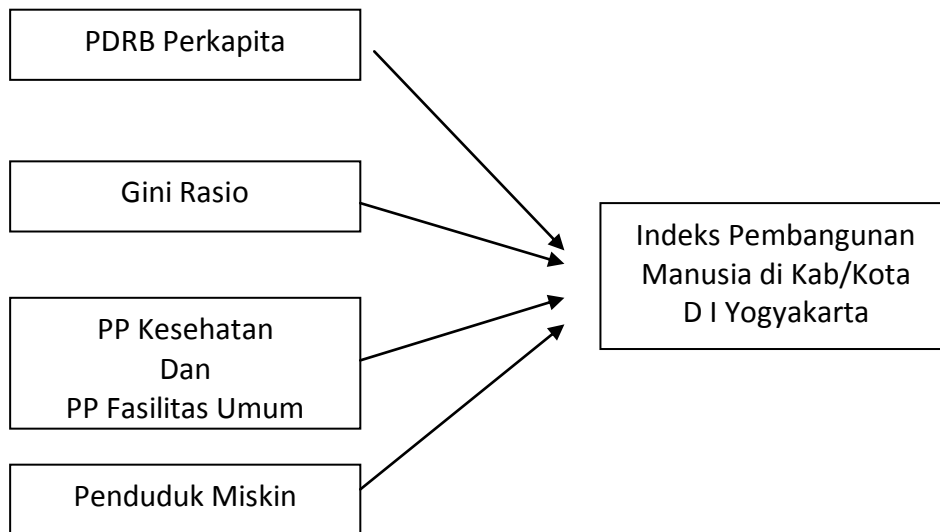 PDRB Perkapita
Gini Rasio
PP Kesehatan
Dan
PP Fasilitas Umum
Penduduk Miskin
Indeks Pembangunan
Manusia di Kab/Kota
D I Yogyakarta